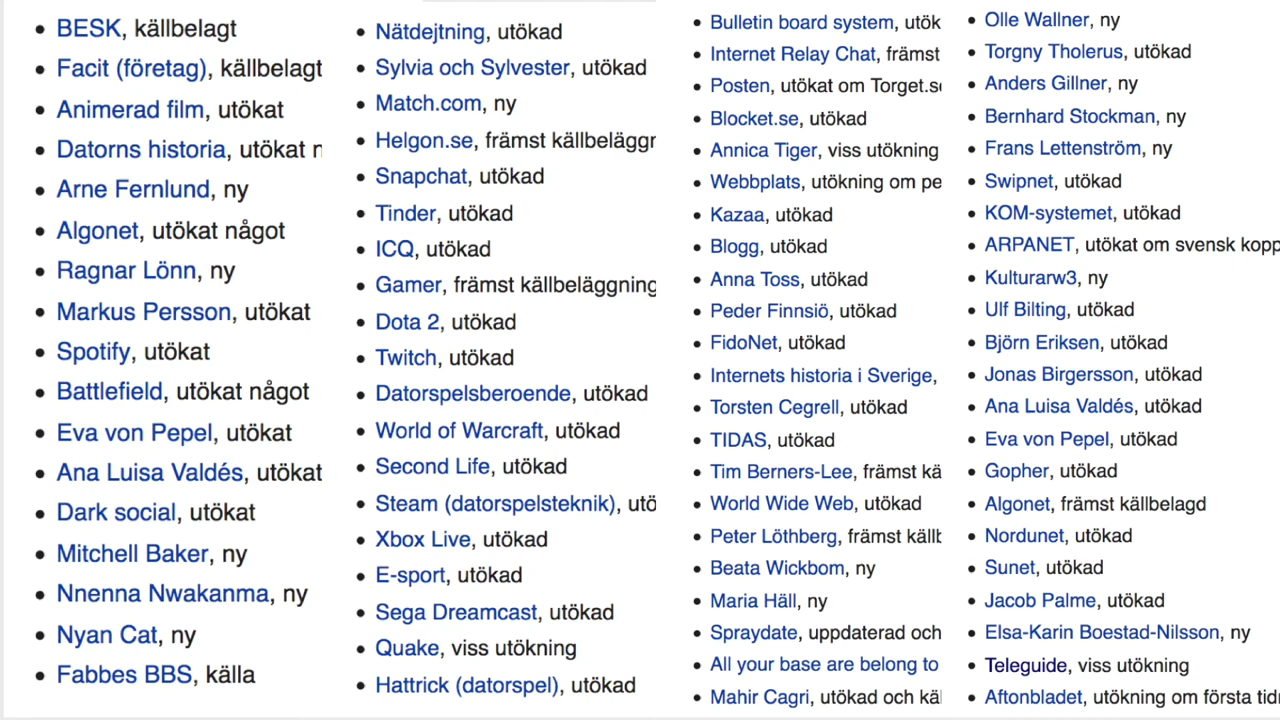 BESK, källbelagt
Facit (företag), källbelagt
Animerad film, utökat
Datorns historia, utökat
Arne Fernlund, ny
Algonet, utökat något
Ragnar Lönn, ny
Markus Persson, utökat
Spotify, utökat
Battlefield, utökat något
Eva von Pepel, utökat
Ana Luisa Valdés, utökat
Dark social, utökat
Mitchell Baker, ny
Nnenna Nwakanma, ny
Nyan Cat, ny
Fabbes BBS, källa
Nätdejtning, utökad
Sylvia och Sylvester, utökad
Match.com, ny
Helgon.se, främst källbeläggr
Snapchat, utökad
Tinder, utökad
ICQ, utökad
Gamer, främst källbeläggning
Dota 2, utökad
Twitch, utökad
Datorspelsberoende, utökad
World of Warcraft, utökad
Second Life, utökad
Steam (datorspelsteknik), utö
Xbox Live, utökad
E-sport, utökad
Sega Dreamcast, utökad
Quake, viss utökning
Hattrick (datorspel), utökad
Bulletin board system, utök
Internet Relay Chat, främst
Posten, utökat om Torget.se
Blocket.se, utökad
Annica Tiger, viss utökning
Webbplats, utökning om pe
Kazaa, utökad
Blogg, utökad
Anna Toss, utökad
Peder Finnsiö, utökad
FidoNet, utökad
Internets historia i Sverige,
Torsten Cegrell, utökad
TIDAS, utökad
Tim Berners-Lee, främst kä
World Wide Web, utökad
Peter Löthberg, främst källb
Beata Wickbom, ny
Maria Häll, ny
Spraydate, uppdaterad och
All your base are belong to
Mahir Cagri, utökad och käl
Olle Wallner, ny
Torgny Tholerus, utökad
Anders Gillner, ny
Bernhard Stockman, ny
Frans Lettenström, ny
Swipnet, utökad
KOM-systemet, utökad
ARPANET, utökat om svensk kopp
Kulturarw3, ny
Ulf Bilting, utökad
Björn Eriksen, utökad
Jonas Birgersson, utökad
Ana Luisa Valdés, utökad
Eva von Pepel, utökad
Gopher, utökad
Algonet, främst källbelagd
Nordunet, utökad
Sunet, utökad
Jacob Palme, utökad
Elsa-Karin Boestad-Nilsson, ny
Teleguide, viss utökning
Aftonbladet, utökning om första tidn